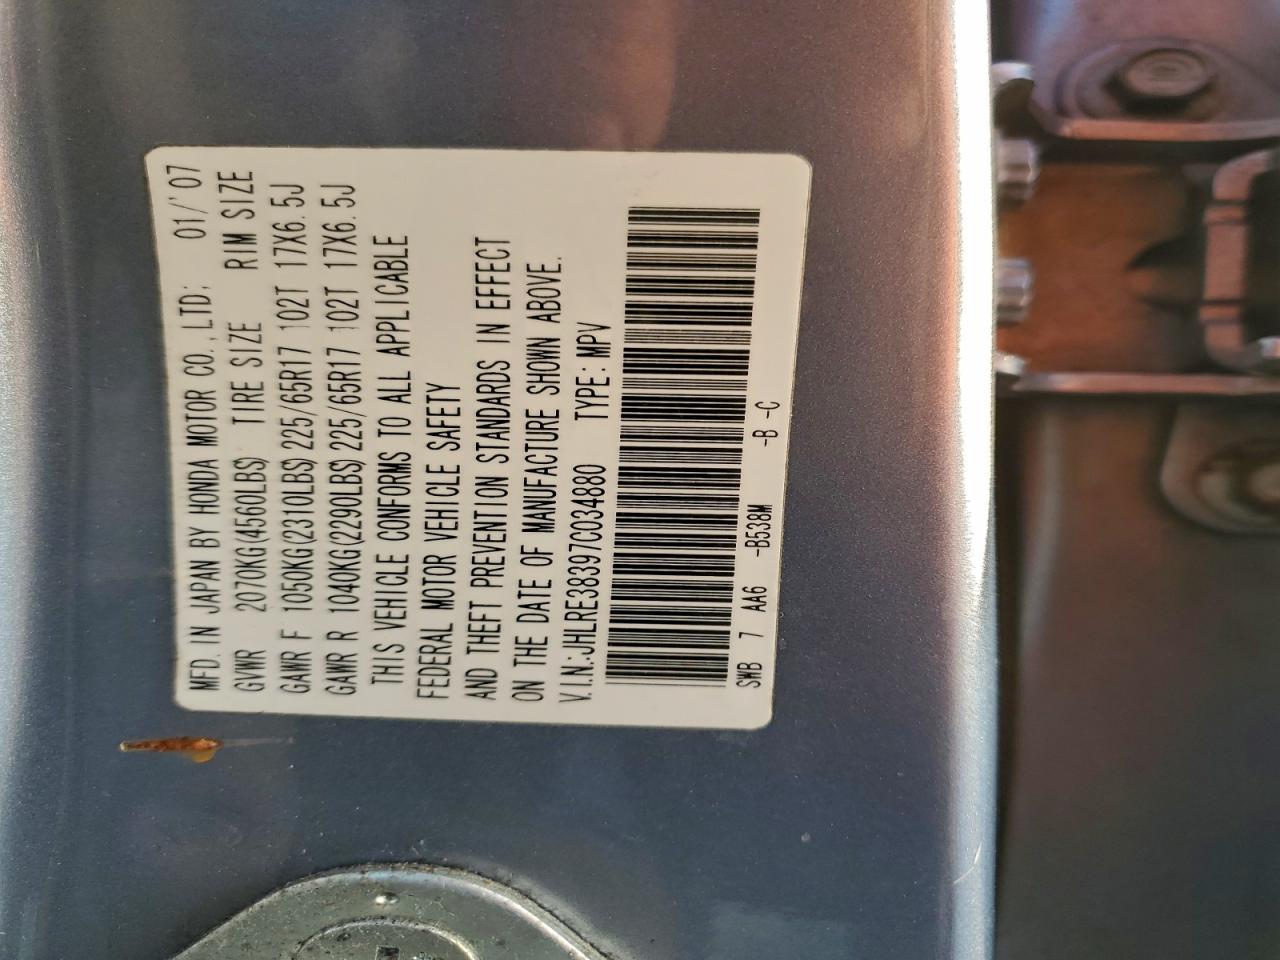 MFD. IN JAPAN BY HONDA MOTOR CO., LTD: 01/'07
GVWR 2070KG(4560LBS) TIRE SIZE RIM SIZE
GAWR F 1050KG(2310LBS) 225/65R17 102T 17X6.5J
GAWR R 1040KG(2290LBS) 225/65R17 102T 17X6.5J
THIS VEHICLE CONFORMS TO ALL APPLICABLE
FEDERAL MOTOR VEHICLE SAFETY
AND THEFT PREVENTION STANDARDS IN EFFECT
ON THE DATE OF MANUFACTURE SHOWN ABOVE.
V.I.N.:JHLRE38397C034880 TYPE:MPV
SWB 7 AA6 -B538M -B -C